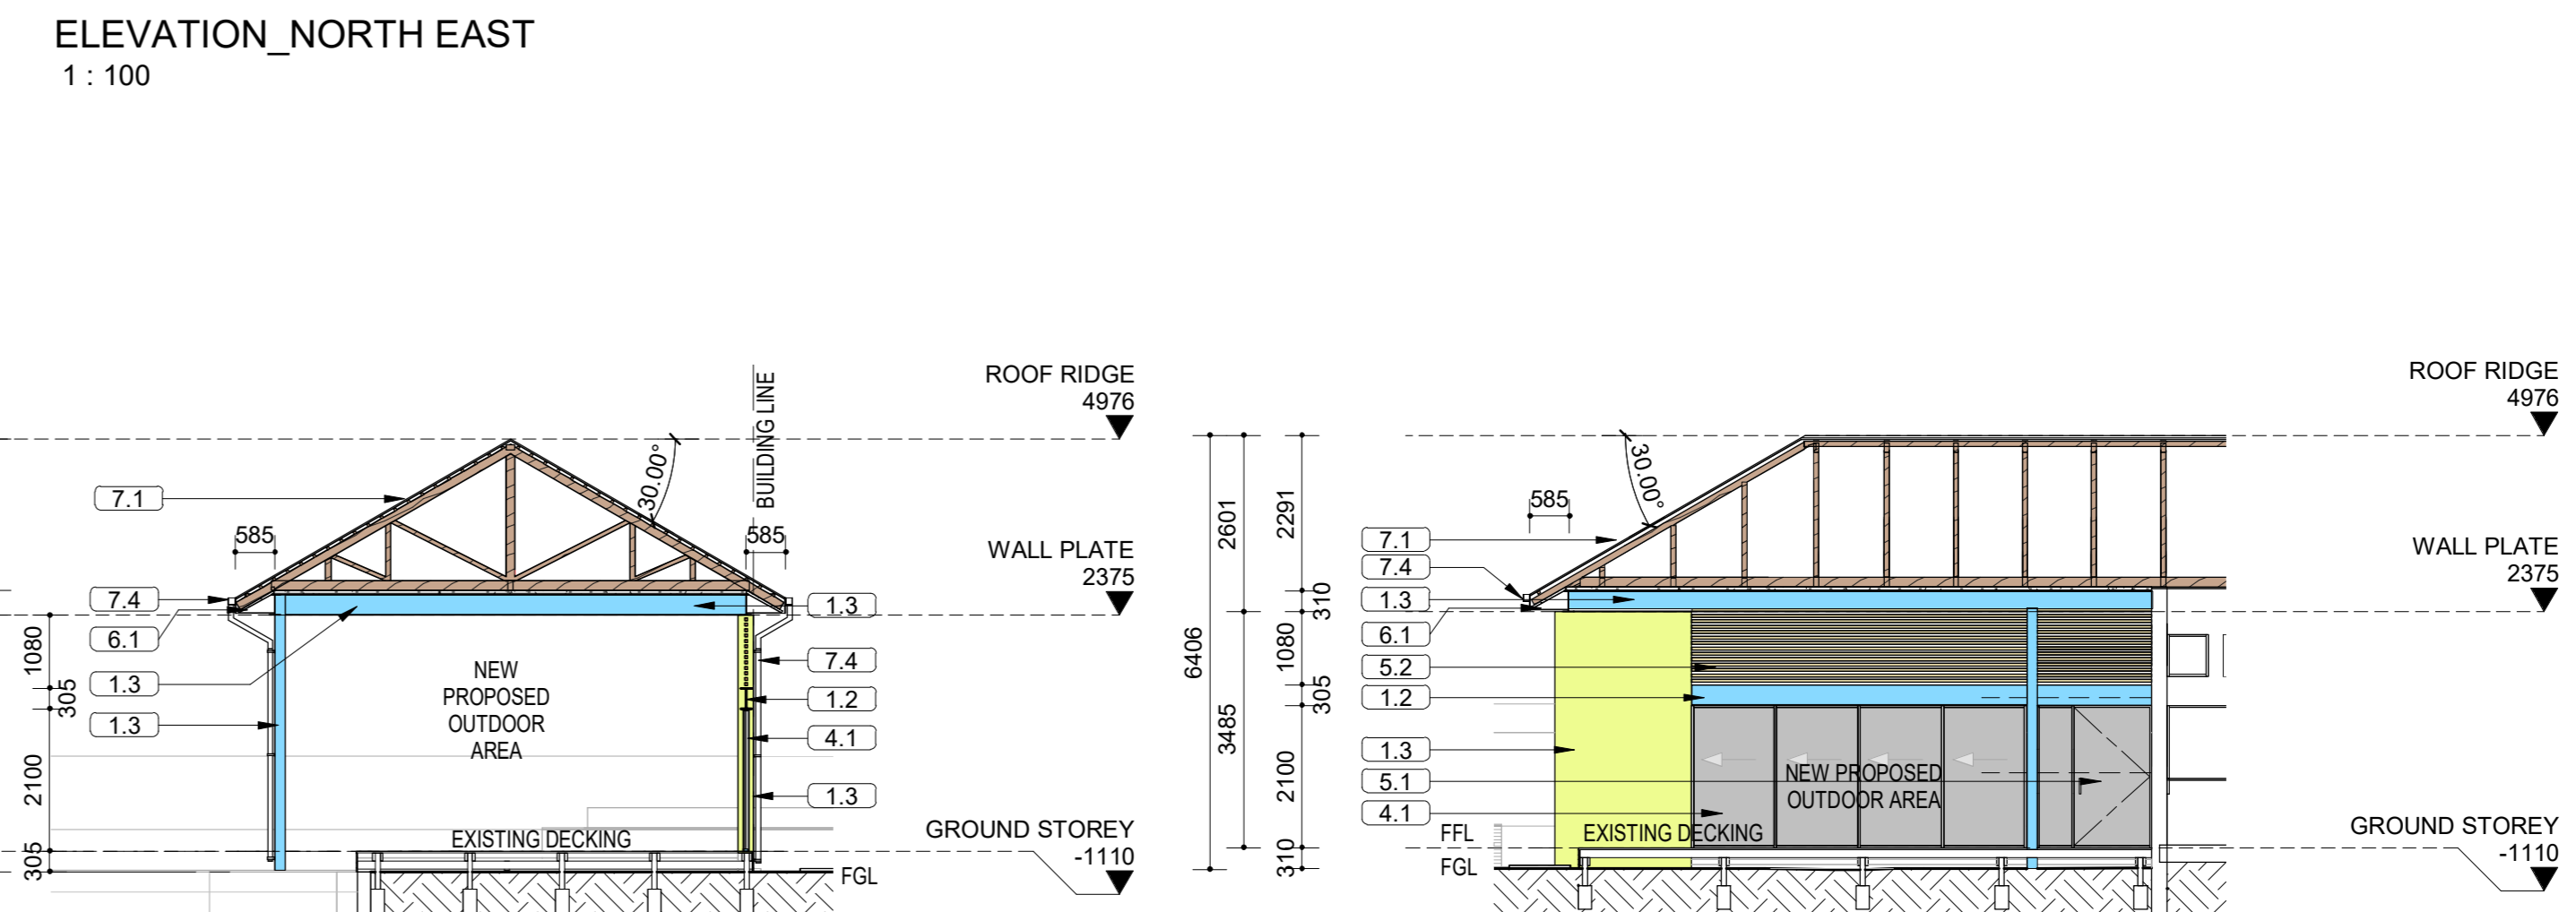 ELEVATION_NORTH EAST
1 : 100
ROOF RIDGE
4976
BUILDING LINE
30.00°
7.1
585
585
WALL PLATE
2375
7.4
1.3
6.1
1080
NEW
PROPOSED
OUTDOOR
AREA
7.4
1.3
305
1.2
1.3
4.1
2100
1.3
EXISTING DECKING
GROUND STOREY
-1110
305
FGL
ROOF RIDGE
4976
30.00°
585
2601
2291
7.1
WALL PLATE
2375
7.4
1.3
310
6.1
6406
1080
5.2
1.2
305
3485
1.3
2100
5.1
NEW PROPOSED
OUTDOOR AREA
4.1
FFL
EXISTING DECKING
GROUND STOREY
-1110
310
FGL